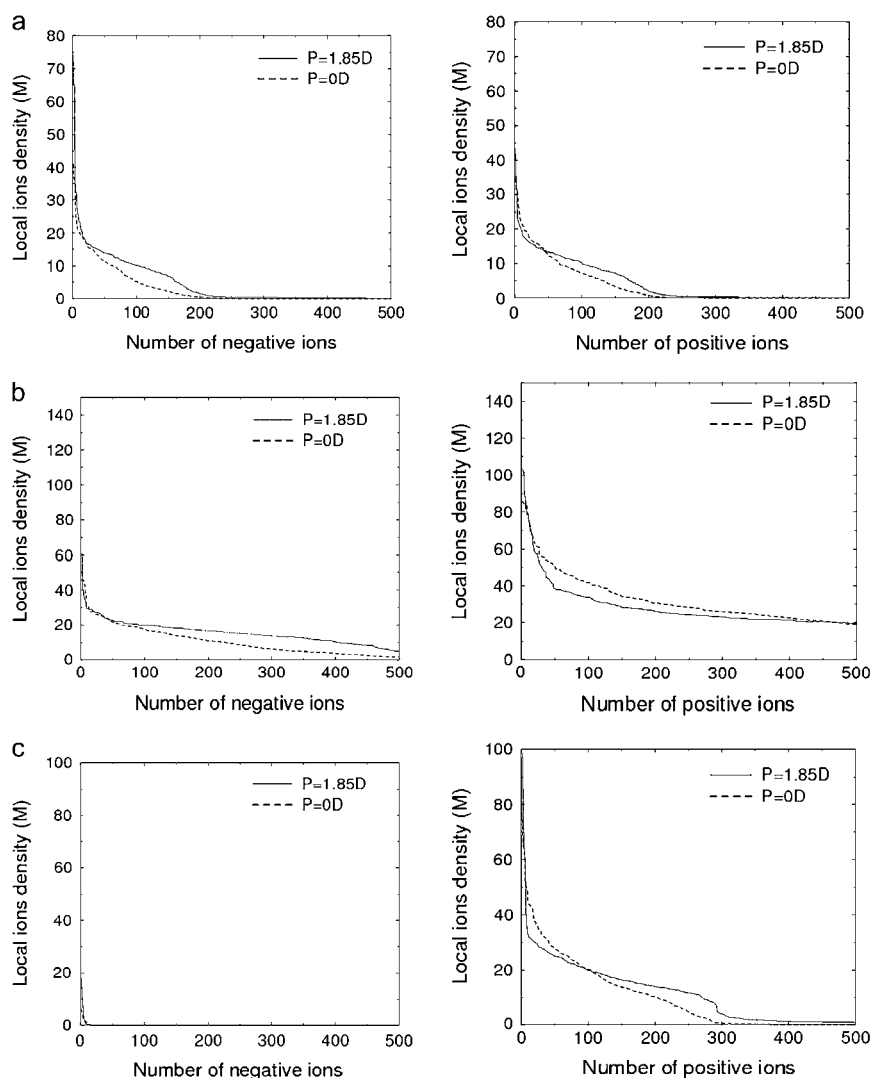 a
80
70
60
50
40
30
20
10
0
Local ions density (M)
P=1.85D
P=0D
0 100 200 300 400 500
Number of negative ions
80
70
60
50
40
30
20
10
0
Local ions density (M)
P=1.85D
P=0D
0 100 200 300 400 500
Number of positive ions
b
140
120
100
80
60
40
20
0
Local ions density (M)
P=1.85D
P=0D
0 100 200 300 400 500
Number of negative ions
140
120
100
80
60
40
20
0
Local ions density (M)
P=1.85D
P=0D
0 100 200 300 400 500
Number of positive ions
c
100
80
60
40
20
0
Local ions density (M)
P=1.85D
P=0D
0 100 200 300 400 500
Number of negative ions
100
80
60
40
20
0
Local ions density (M)
P=1.85D
P=0D
0 100 200 300 400 500
Number of positive ions